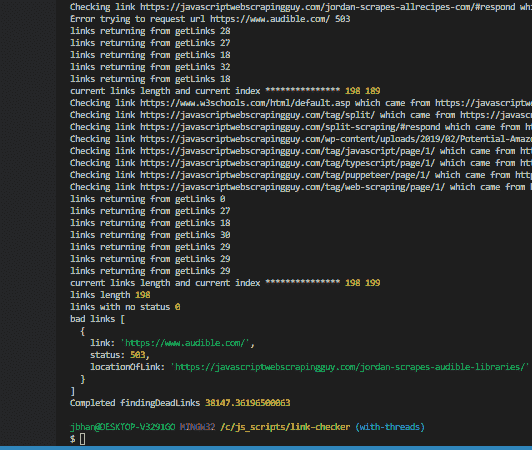 Checking link https://javascriptwebscrapingguy.com/jordan-scrapes-allrecipes-com/#respond whi
Error trying to request url https://www.audible.com/ 503
links returning from getLinks 28
links returning from getLinks 27
links returning from getLinks 18
links returning from getLinks 32
links returning from getLinks 18
current links length and current index *************** 198 189
Checking link https://www.w3schools.com/html/default.asp which came from https://javascriptw
Checking link https://javascriptwebscrapingguy.com/tag/split/ which came from https://javasc
Checking link https://javascriptwebscrapingguy.com/split-scraping/#respond which came from ht
Checking link https://javascriptwebscrapingguy.com/wp-content/uploads/2019/02/Potential-Amaz
Checking link https://javascriptwebscrapingguy.com/tag/javascript/page/1/ which came from htt
Checking link https://javascriptwebscrapingguy.com/tag/typescript/page/1/ which came from htt
Checking link https://javascriptwebscrapingguy.com/tag/puppeteer/page/1/ which came from http
Checking link https://javascriptwebscrapingguy.com/tag/web-scraping/page/1/ which came from h
links returning from getLinks 0
links returning from getLinks 27
links returning from getLinks 18
links returning from getLinks 30
links returning from getLinks 29
links returning from getLinks 29
links returning from getLinks 29
current links length and current index *************** 198 199
links length 198
links with no status 0
bad links [
{
link: 'https://www.audible.com/',
status: 503,
locationOfLink: 'https://javascriptwebscrapingguy.com/jordan-scrapes-audible-libraries/'
}
]
Completed findingDeadLinks 38147.36196500063
jbhan@DESKTOP-V3291GO MINGW32 /c/js_scripts/link-checker (with-threads)
$